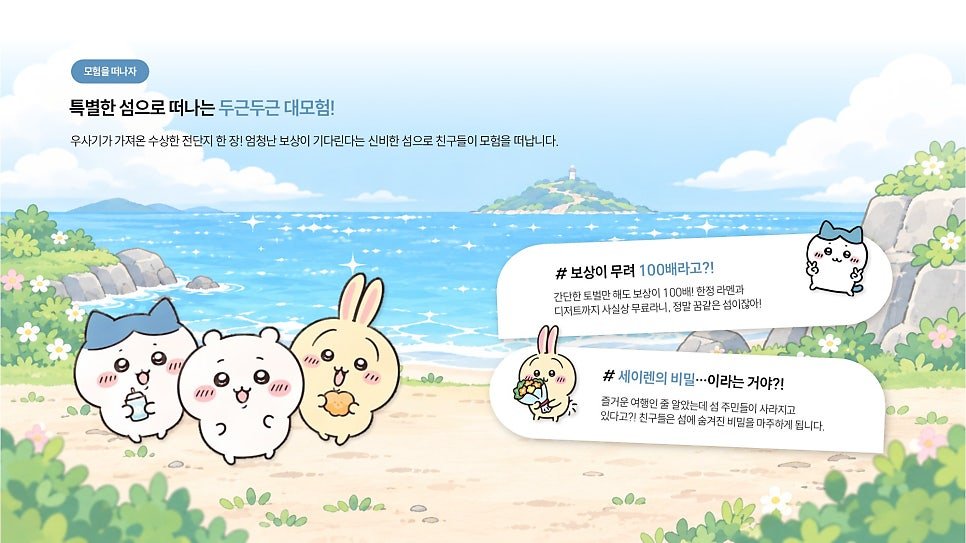 모험을 떠나자
특별한 섬으로 떠나는 두근두근 대모험!
우사기가 가져온 수상한 전단지 한 장! 엄청난 보상이 기다린다는 신비한 섬으로 친구들이 모험을 떠납니다.
# 보상이 무려 100배라고?!
간단한 토벌만 해도 보상이 100배! 한정 라멘과
디저트까지 사실상 무료라니, 정말 꿈같은 섬이잖아!
# 세이렌의 비밀…이라는 거야?!
즐거운 여행인 줄 알았는데 섬 주민들이 사라지고
있다고?! 친구들은 섬에 숨겨진 비밀을 마주하게 됩니다.